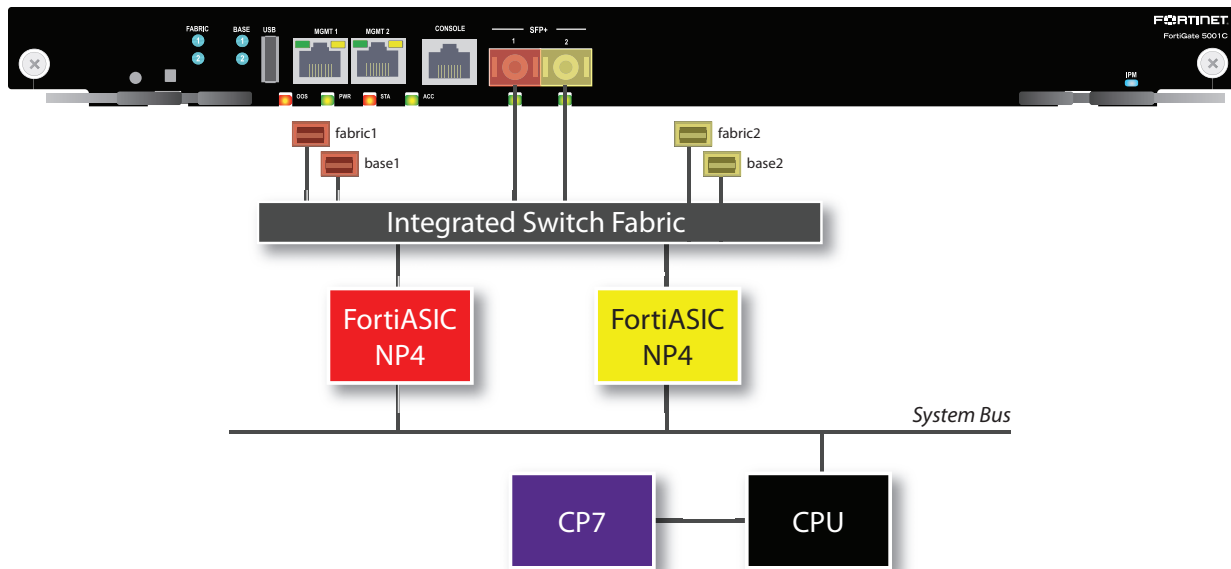 FORTINET
FortiGate 5001C
FABRIC
BASE
USB
MGMT 1
MGMT 2
CONSOLE
SFP+
1
1
1
2
2
2
IPM
OOS
PWR
STA
ACC
fabric1
base1
fabric2
base2
Integrated Switch Fabric
FortiASIC
NP4
FortiASIC
NP4
System Bus
CP7
CPU